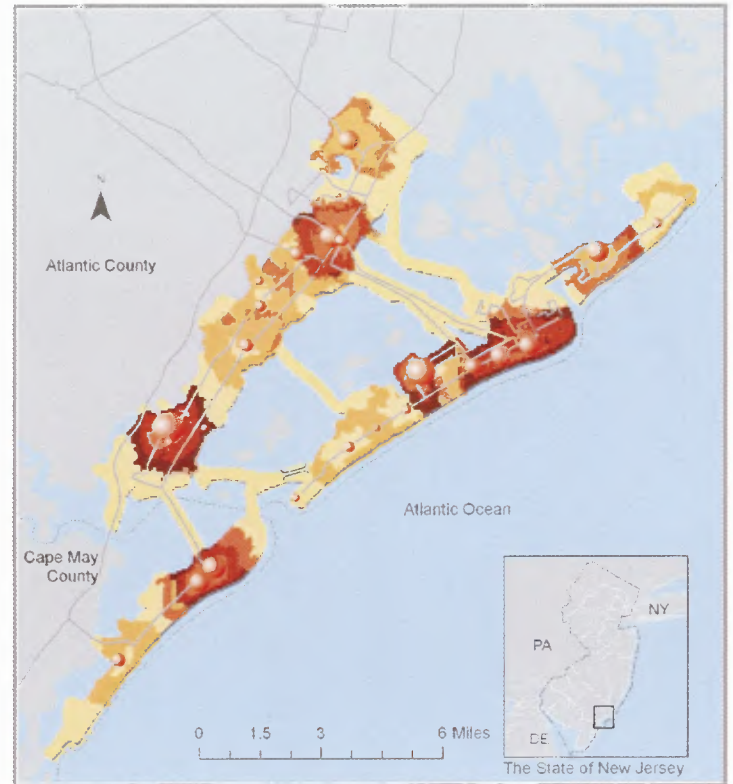 N
Atlantic County
Atlantic Ocean
Cape May
County
0 1.5 3 6 Miles
NY
PA
DE
The State of New Jersey